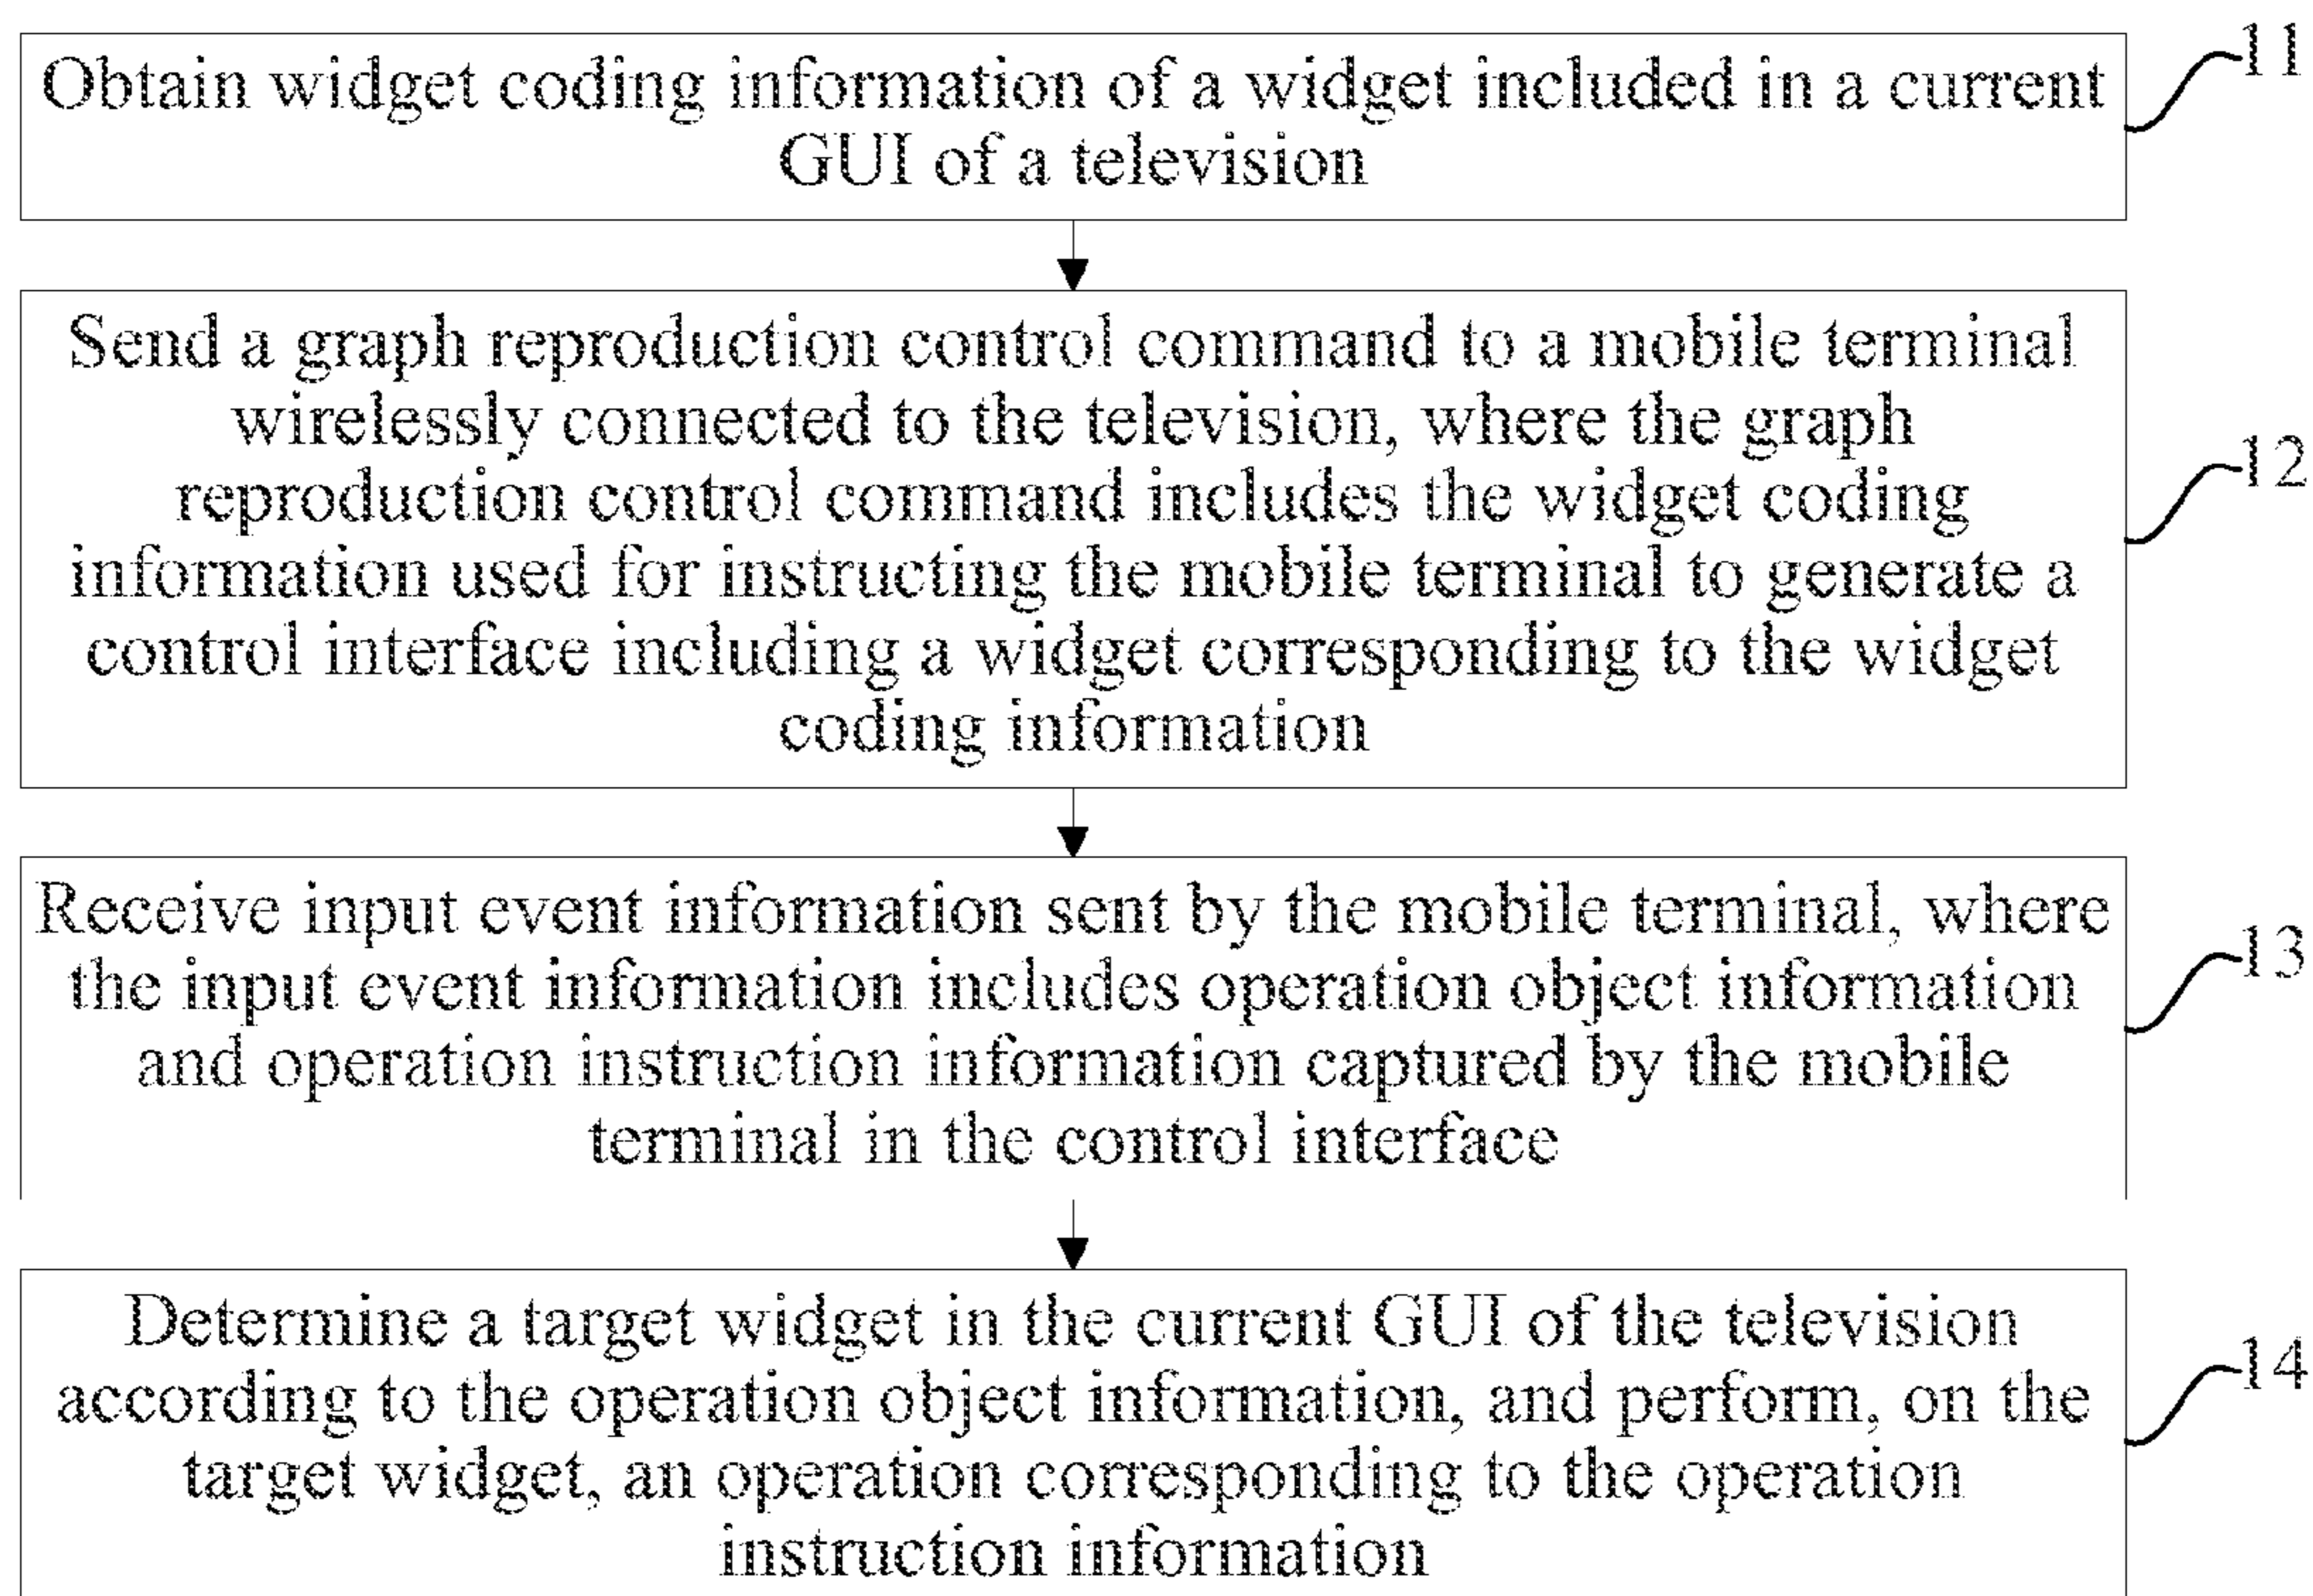 Obtain widget coding information of a widget included in a current
GUI of a television
11
Send a graph reproduction control command to a mobile terminal
wirelessly connected to the television, where the graph
reproduction control command includes the widget coding
information used for instructing the mobile terminal to generate a
control interface including a widget corresponding to the widget
coding information
12
Receive input event information sent by the mobile terminal, where
the input event information includes operation object information
and operation instruction information captured by the mobile
terminal in the control interface
13
Determine a target widget in the current GUI of the television
according to the operation object information, and perform, on the
target widget, an operation corresponding to the operation
instruction information
14